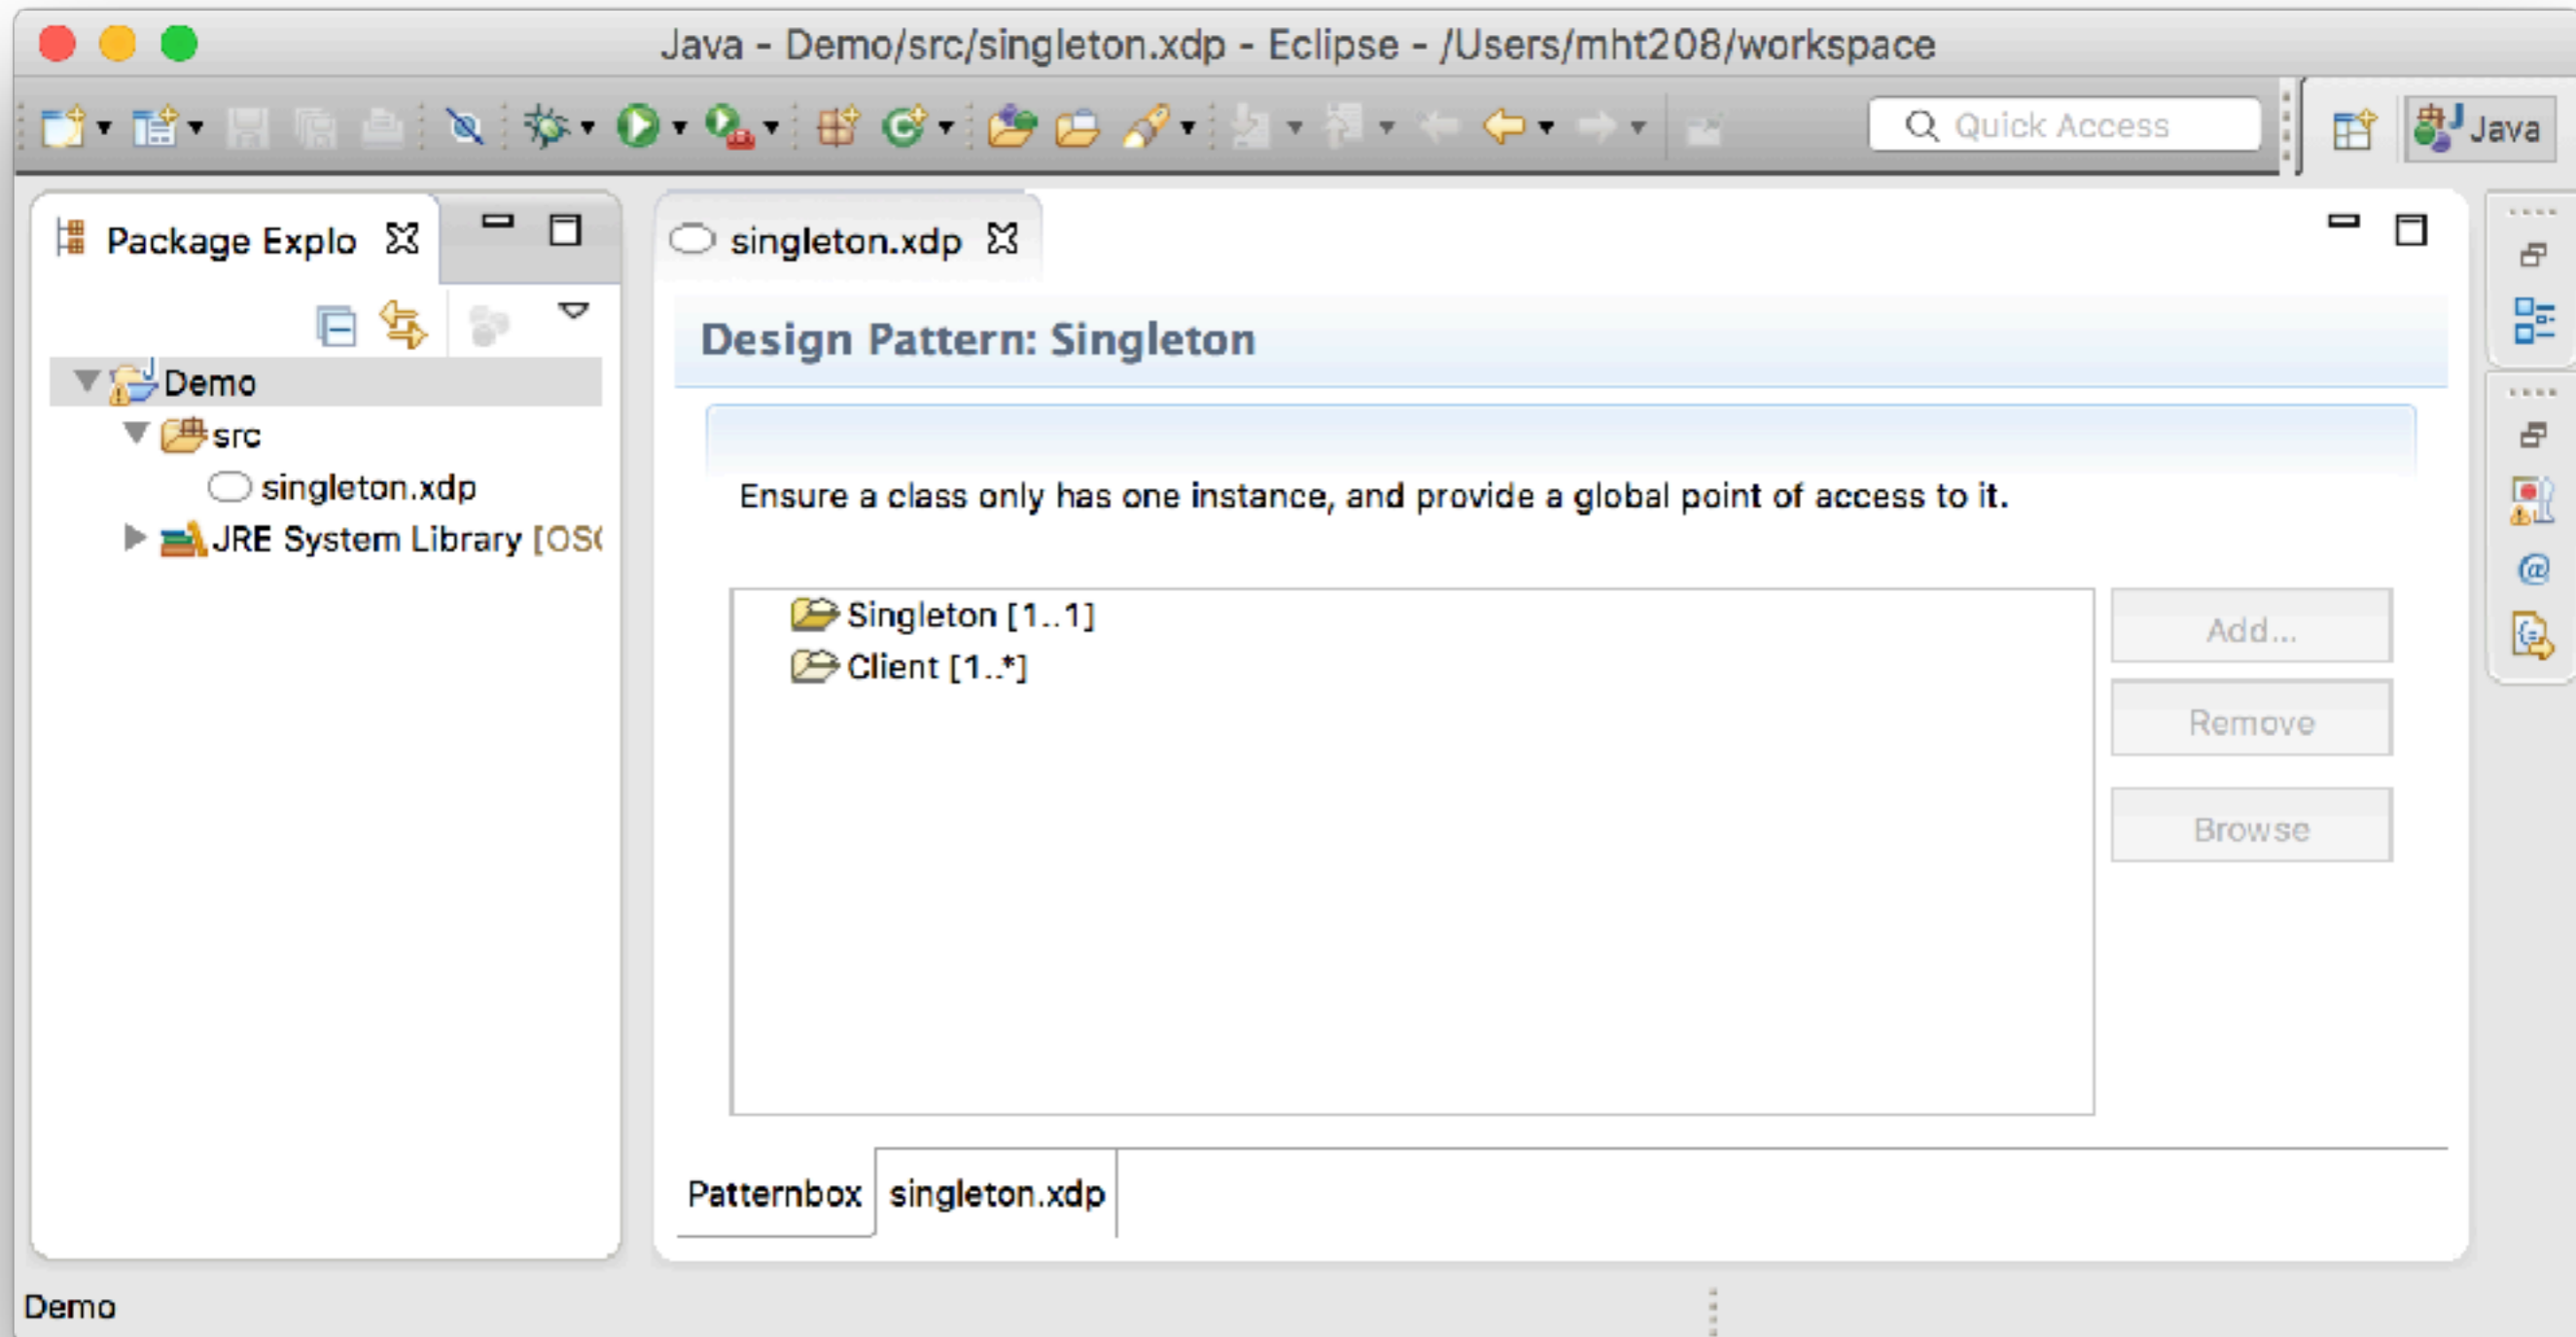 Java - Demo/src/singleton.xdp - Eclipse - /Users/mht208/workspace
Quick Access
Java
Package Explo
singleton.xdp
Design Pattern: Singleton
Demo
src
singleton.xdp
JRE System Library [OS
Ensure a class only has one instance, and provide a global point of access to it.
Singleton [1..1]
Client [1..*]
Add...
Remove
Browse
Patternbox
singleton.xdp
Demo